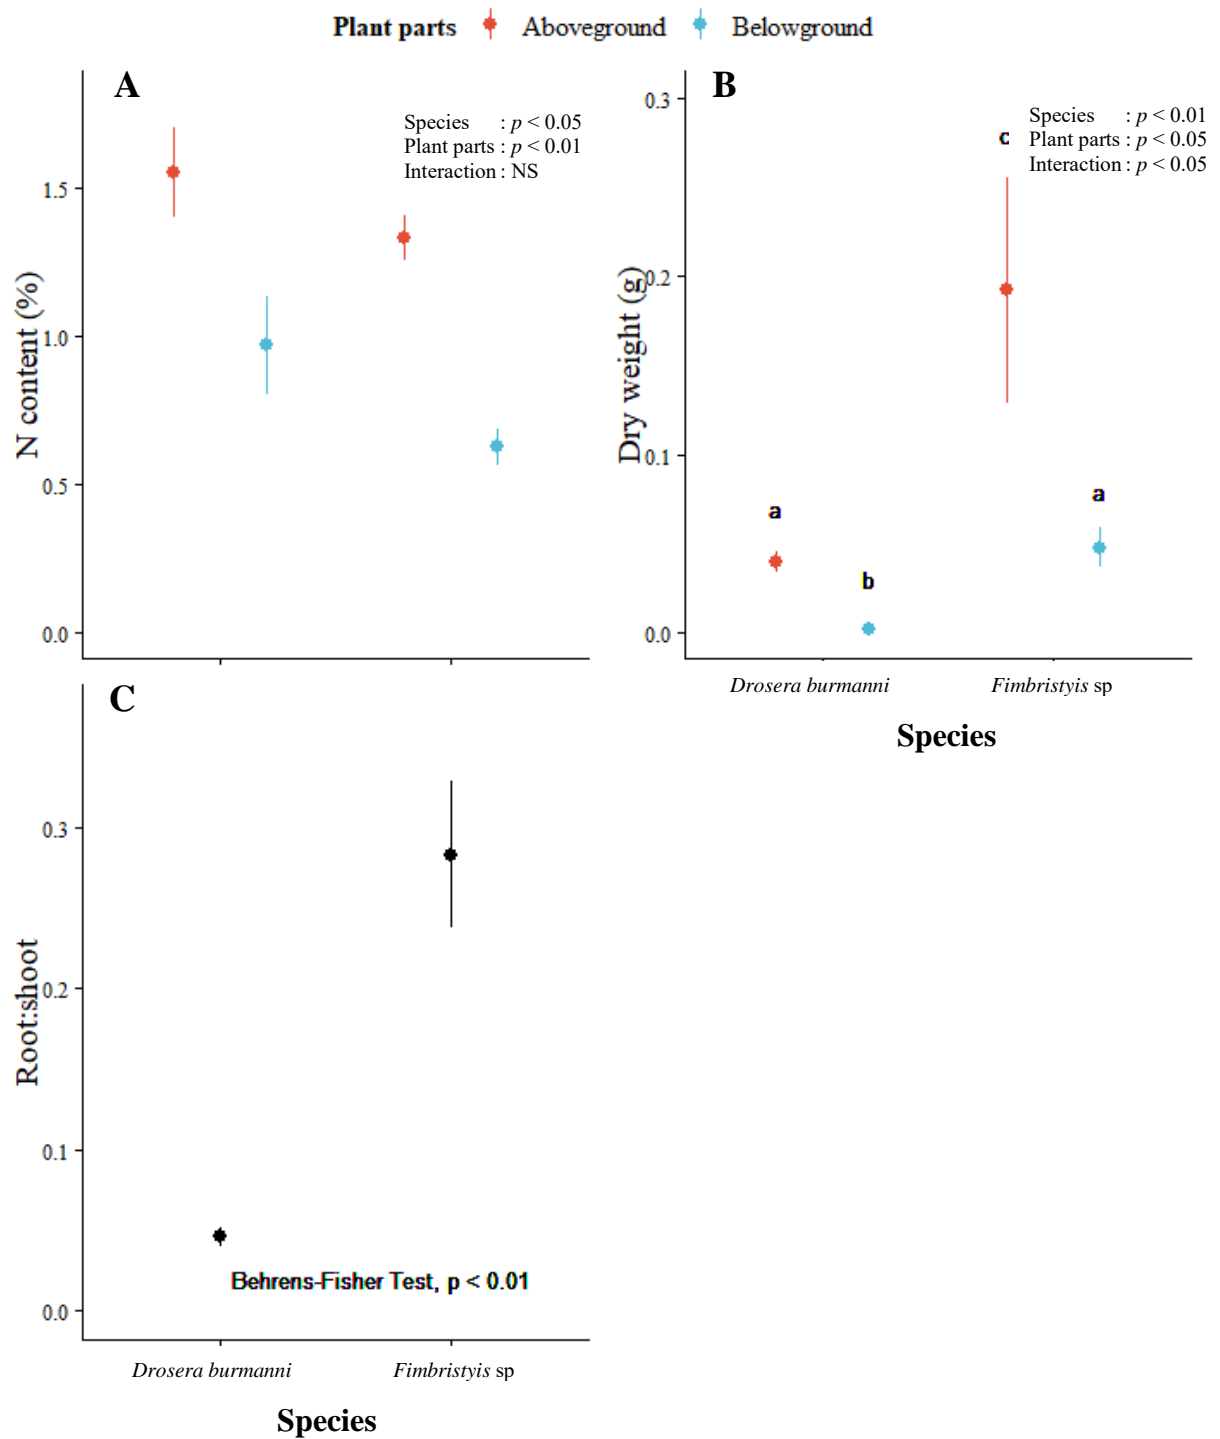 Plant parts Aboveground Belowground
A
Species : p < 0.05
Plant parts : p < 0.01
Interaction : NS
N content (%)
1.5
1.0
0.5
0.0
B
Species : p < 0.01
Plant parts : p < 0.05
Interaction : p < 0.05
Dry weight (g)
0.3
0.2
0.1
0.0
c
a
a
b
Drosera burmanni Fimbristyis sp
Species
C
Root:shoot
0.3
0.2
0.1
0.0
Behrens-Fisher Test, p < 0.01
Drosera burmanni Fimbristyis sp
Species